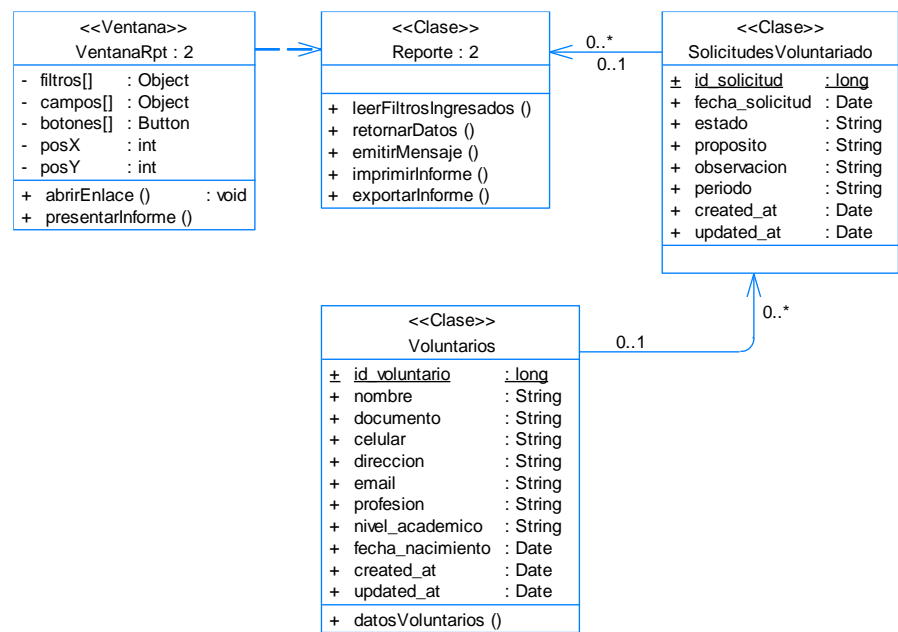 <<Ventana>>
VentanaRpt : 2
- filtros[] : Object
- campos[] : Object
- botones[] : Button
- posX : int
- posY : int
+ abrirEnlace () : void
+ presentarInforme ()
<<Clase>>
Reporte : 2
+ leerFiltrosIngresados ()
+ retornarDatos ()
+ emitirMensaje ()
+ imprimirInforme ()
+ exportarInforme ()
0..*
0..1
<<Clase>>
SolicitudesVoluntariado
+ id_solicitud : long
+ fecha_solicitud : Date
+ estado : String
+ proposito : String
+ observacion : String
+ periodo : String
+ created_at : Date
+ updated_at : Date
<<Clase>>
Voluntarios
+ id_voluntario : long
+ nombre : String
+ documento : String
+ celular : String
+ direccion : String
+ email : String
+ profesion : String
+ nivel_academico : String
+ fecha_nacimiento : Date
+ created_at : Date
+ updated_at : Date
+ datosVoluntarios ()
0..1
0..*